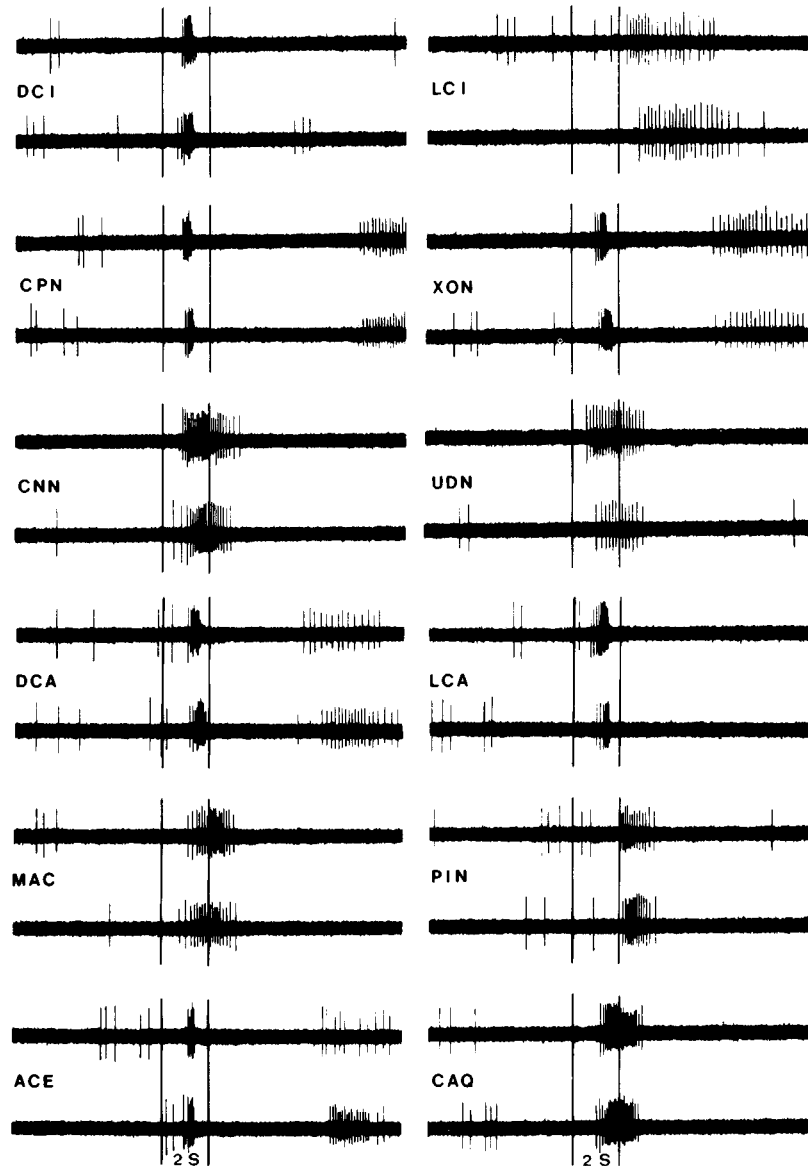 DCI
LCI
CPN
XON
CNN
UDN
DCA
LCA
MAC
PIN
ACE
CAQ
2 S
2 S